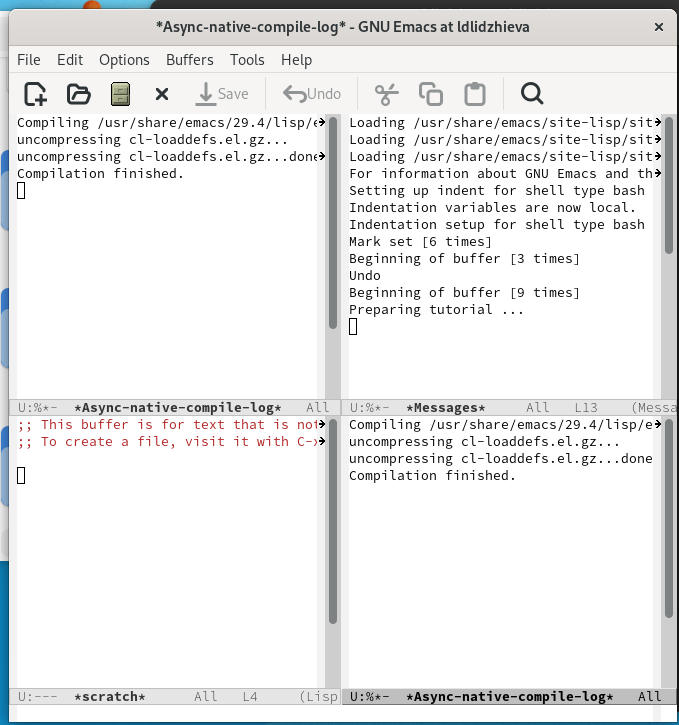 *Async-native-compile-log* - GNU Emacs at ldlidzhieva
File Edit Options Buffers Tools Help
Save Undo
Compiling /usr/share/emacs/29.4/lisp/e
uncompressing cl-loaddefs.el.gz...
uncompressing cl-loaddefs.el.gz...done
Compilation finished.
U:%*- *Async-native-compile-log* All
Loading /usr/share/emacs/site-lisp/sit
Loading /usr/share/emacs/site-lisp/sit
Loading /usr/share/emacs/site-lisp/sit
For information about GNU Emacs and th
Setting up indent for shell type bash
Indentation variables are now local.
Indentation setup for shell type bash
Mark set [6 times]
Beginning of buffer [3 times]
Undo
Beginning of buffer [9 times]
Preparing tutorial ...
U:%*- *Messages* All L13 (Messa
;; This buffer is for text that is not
;; To create a file, visit it with C-x
U:--- *scratch* All L4 (Lisp
Compiling /usr/share/emacs/29.4/lisp/e
uncompressing cl-loaddefs.el.gz...
uncompressing cl-loaddefs.el.gz...done
Compilation finished.
U:%*- *Async-native-compile-log* All